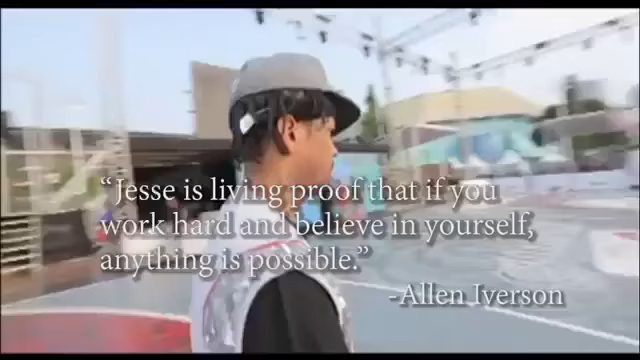 “Jesse is living proof that if you
work hard and believe in yourself,
anything is possible.”
-Allen Iverson